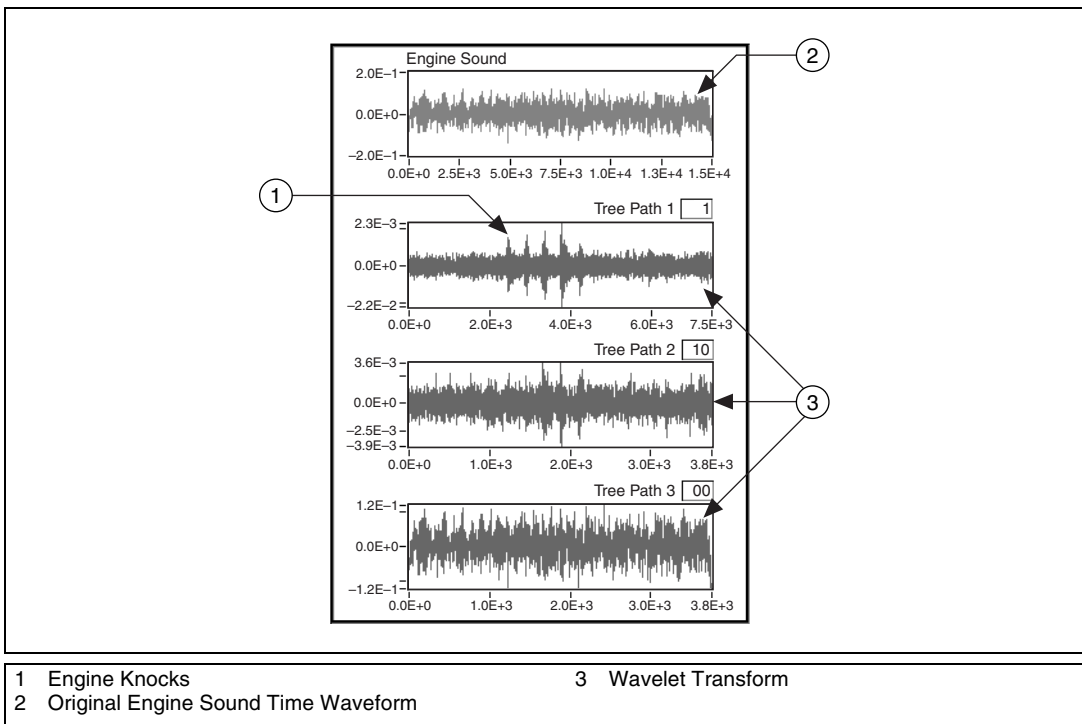 Engine Sound
2
2.0E–1
0.0E+0
–2.0E–1
0.0E+0 2.5E+3 5.0E+3 7.5E+3 1.0E+4 1.3E+4 1.5E+4
1
Tree Path 1 1
2.3E–3
0.0E+0
–2.2E–2
0.0E+0 2.0E+3 4.0E+3 6.0E+3 7.5E+3
Tree Path 2 10
3.6E–3
0.0E+0
–2.5E–3
–3.9E–3
0.0E+0 1.0E+3 2.0E+3 3.0E+3 3.8E+3
3
Tree Path 3 00
1.2E–1
0.0E+0
–1.2E–1
0.0E+0 1.0E+3 2.0E+3 3.0E+3 3.8E+3
1 Engine Knocks
2 Original Engine Sound Time Waveform
3 Wavelet Transform